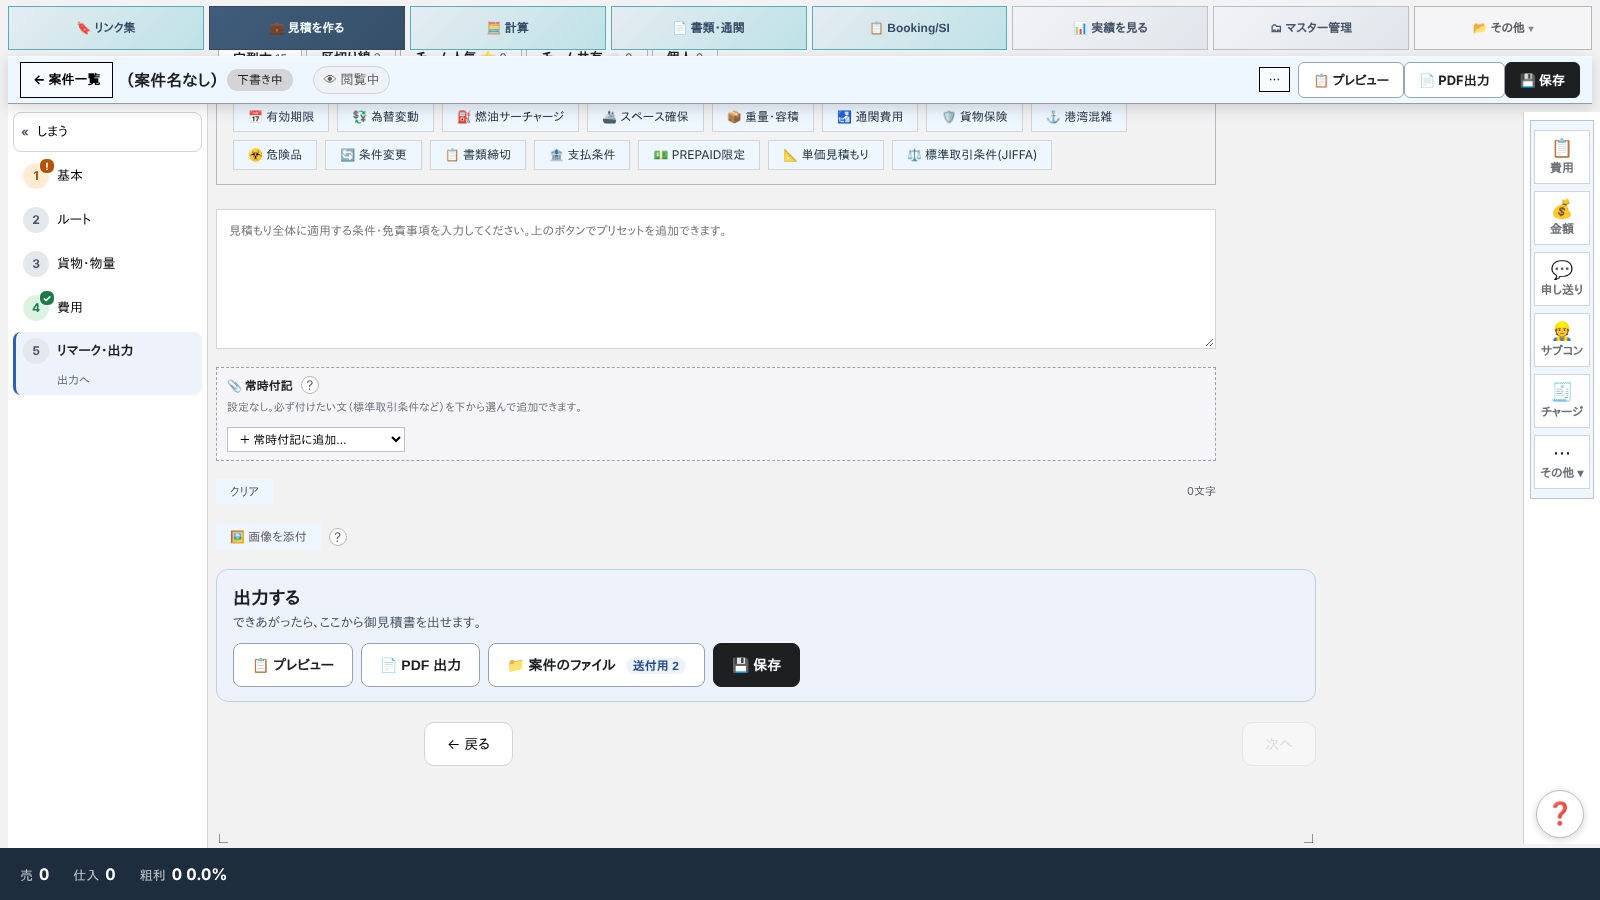 リンク集
見積を作る
計算
書類・通関
Booking/SI
実績を見る
マスター管理
その他 ▾
← 案件一覧
（案件名なし）
下書き中
閲覧中
…
プレビュー
PDF出力
保存
« しまう
1 ! 基本
2 ルート
3 貨物・物量
4 費用
5 リマーク・出力
出力へ
有効期限
為替変動
燃油サーチャージ
スペース確保
重量・容積
通関費用
貨物保険
港湾混雑
危険品
条件変更
書類締切
支払条件
PREPAID限定
単価見積もり
標準取引条件(JIFFA)
見積もり全体に適用する条件・免責事項を入力してください。上のボタンでプリセットを追加できます。
常時付記 ?
設定なし。必ず付けたい文（標準取引条件など）を下から選んで追加できます。
＋ 常時付記に追加...
クリア
0文字
画像を添付 ?
出力する
できあがったら、ここから御見積書を出せます。
プレビュー
PDF 出力
案件のファイル 送付用 2
保存
← 戻る
次へ
費用
金額
申し送り
サブコン
チャージ
…
その他 ▾
売 0 仕入 0 粗利 0 0.0%